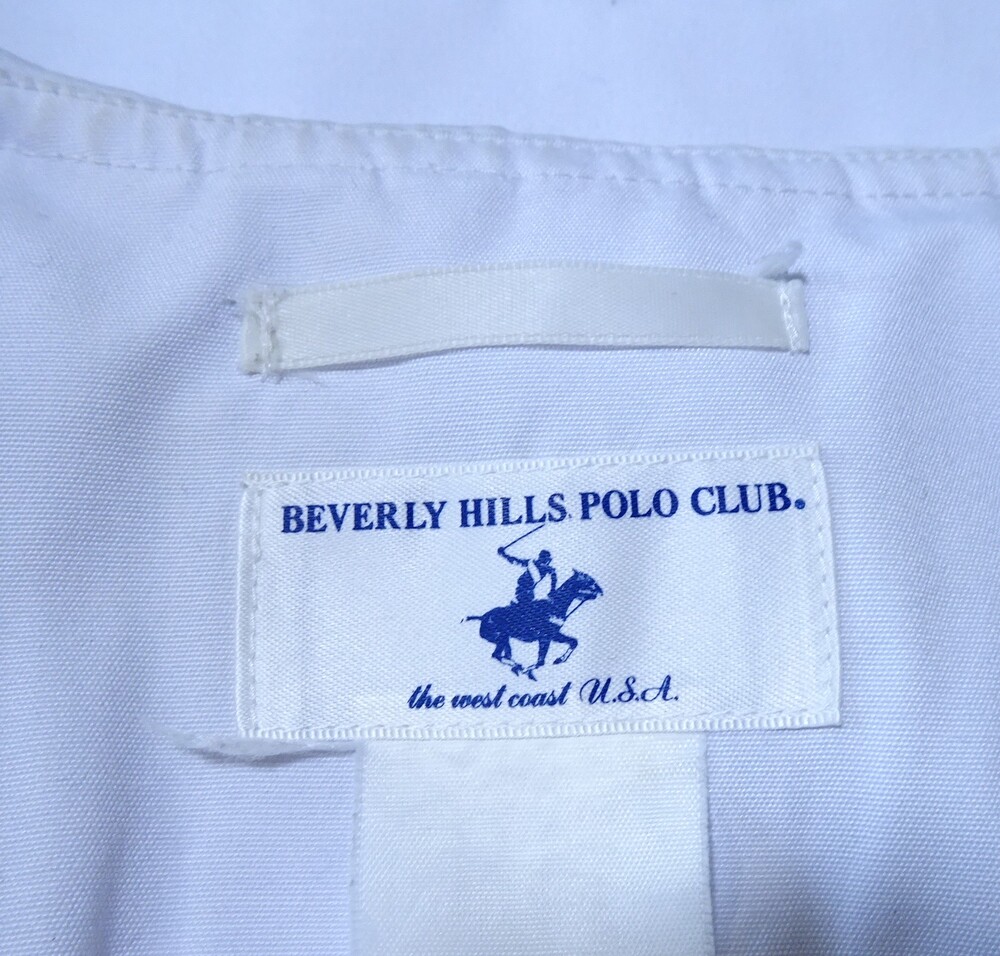 BEVERLY HILLS POLO CLUB.
the west coast U.S.A.